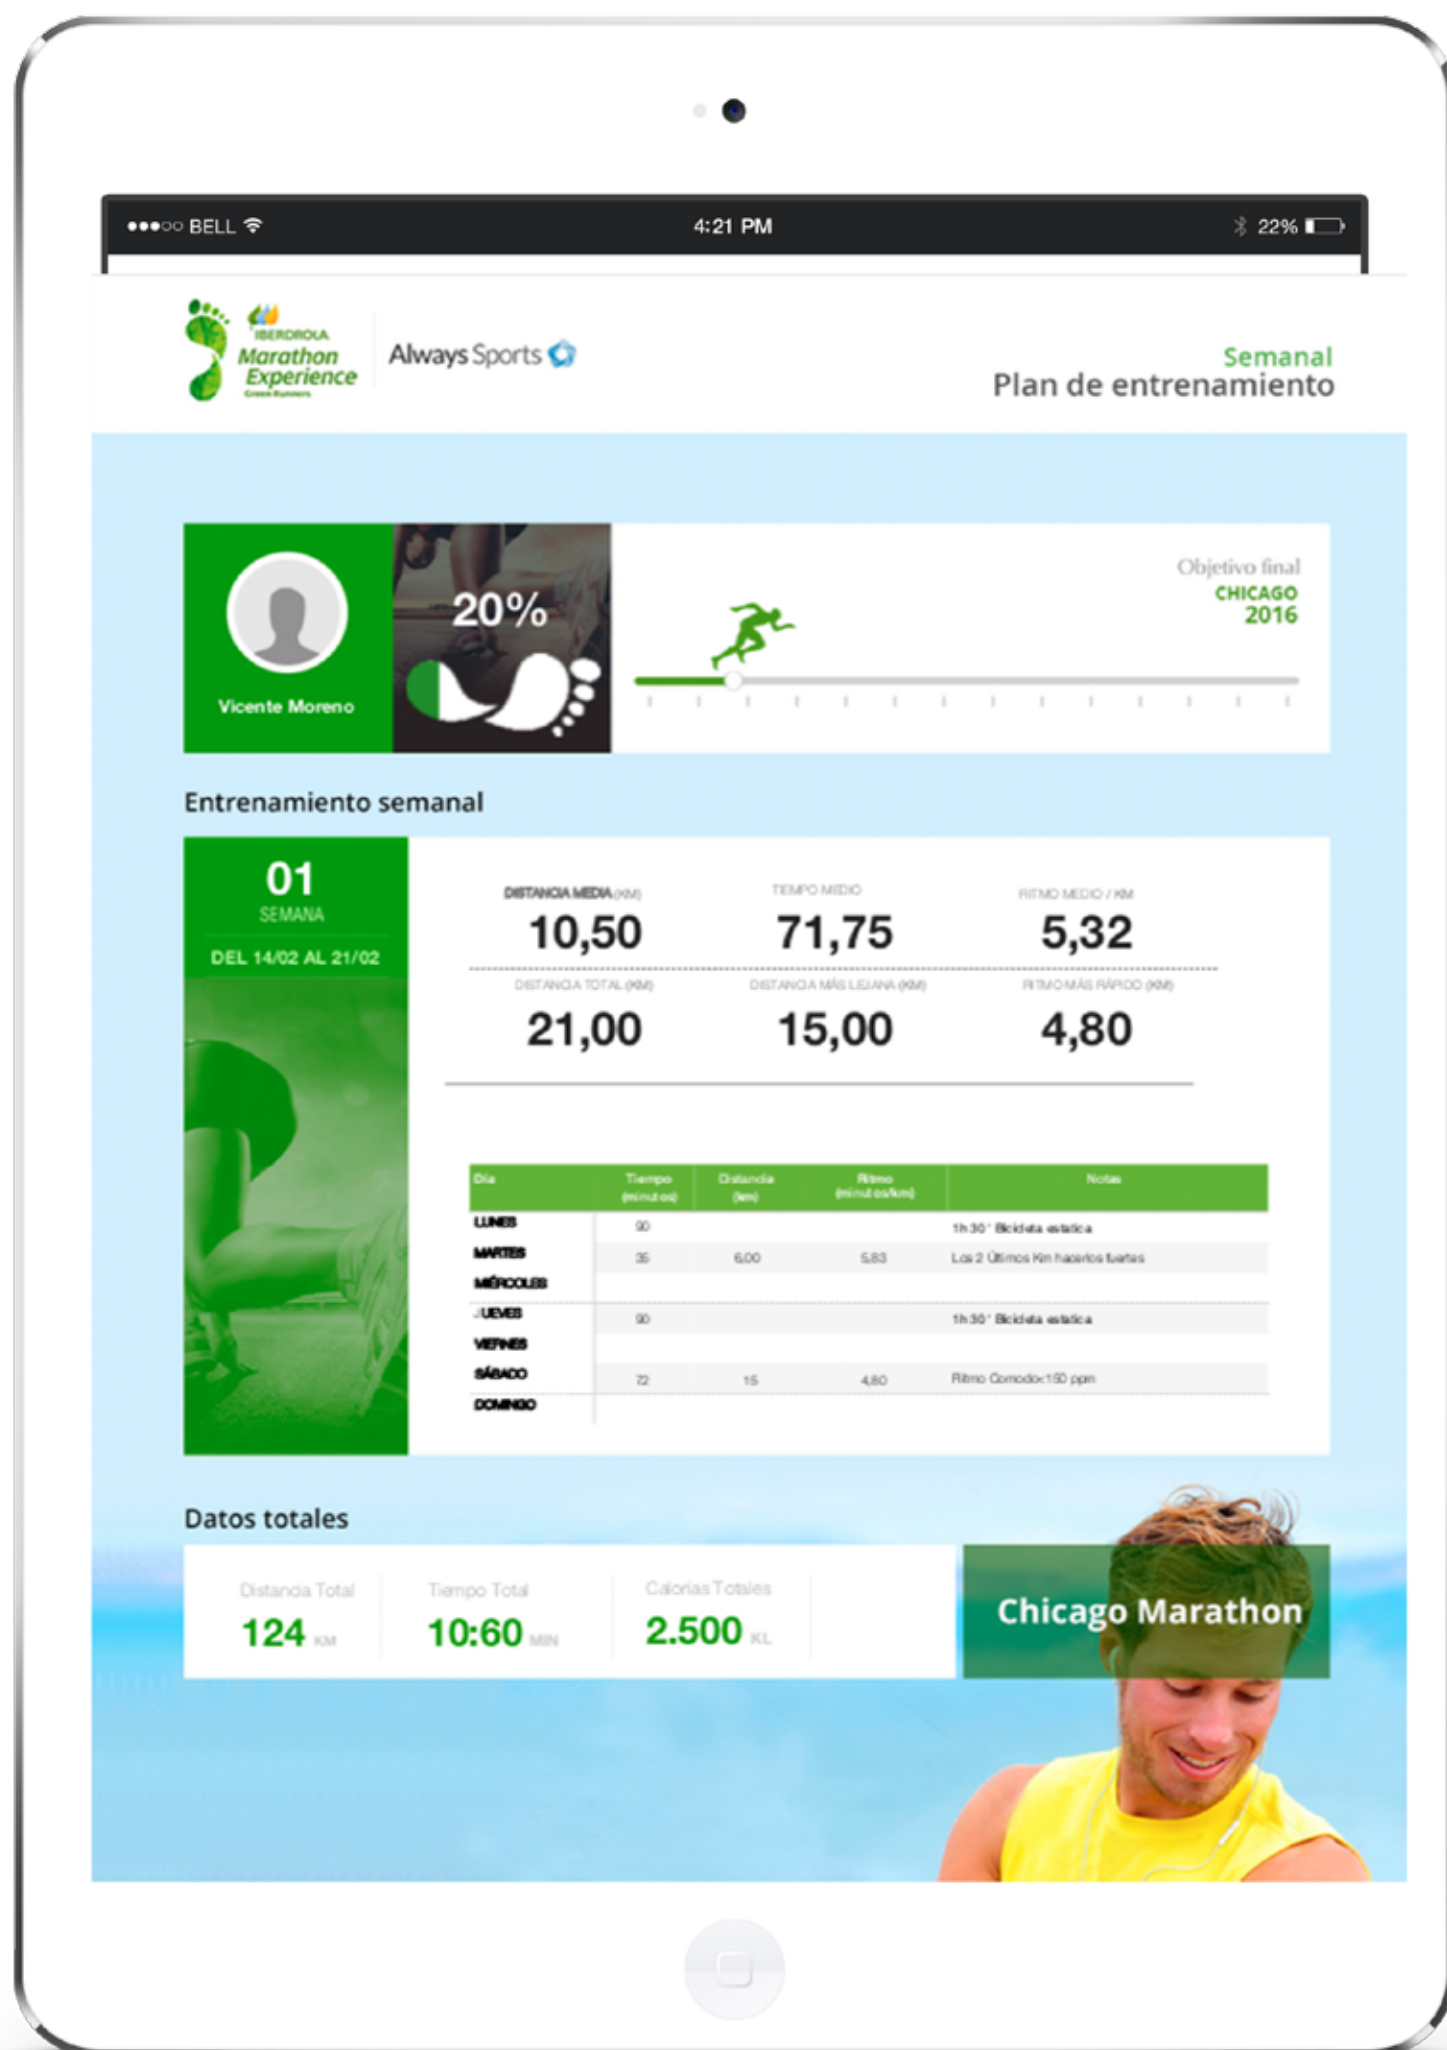 BELL
4:21 PM
22%
IBERDROLA
Marathon
Experience
Green Runners
Always Sports
Semanal
Plan de entrenamiento
Vicente Moreno
20%
Objetivo final
CHICAGO
2016
Entrenamiento semanal
01
SEMANA
DEL 14/02 AL 21/02
DISTANCIA MEDIA (KM) TIEMPO MEDIO RITMO MEDIO / KM
10,50 71,75 5,32
DISTANCIA TOTAL (KM) DISTANCIA MÁS LEJANA (KM) RITMO MÁS RÁPIDO (KM)
21,00 15,00 4,80
Día Tiempo (minutos) Distancia (km) Ritmo (minutos/km) Notas
LUNES 90 1h 30' Bicicleta estatica
MARTES 35 6,00 5,83 Los 2 Últimos Km hacerlos fuertes
MIÉRCOLES
JUEVES 90 1h 30' Bicicleta estatica
VIERNES
SÁBADO 72 15 4,80 Ritmo Comodo<150 ppm
DOMINGO
Datos totales
Distancia Total Tiempo Total Calorías Totales
124 KM 10:60 MIN 2.500 KL
Chicago Marathon